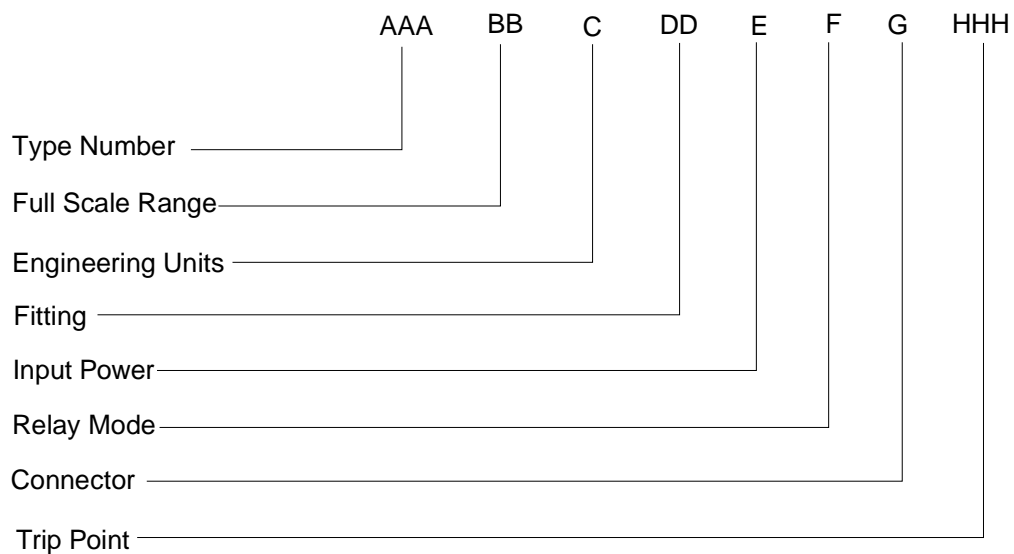 AAA BB C DD E F G HHH
Type Number
Full Scale Range
Engineering Units
Fitting
Input Power
Relay Mode
Connector
Trip Point